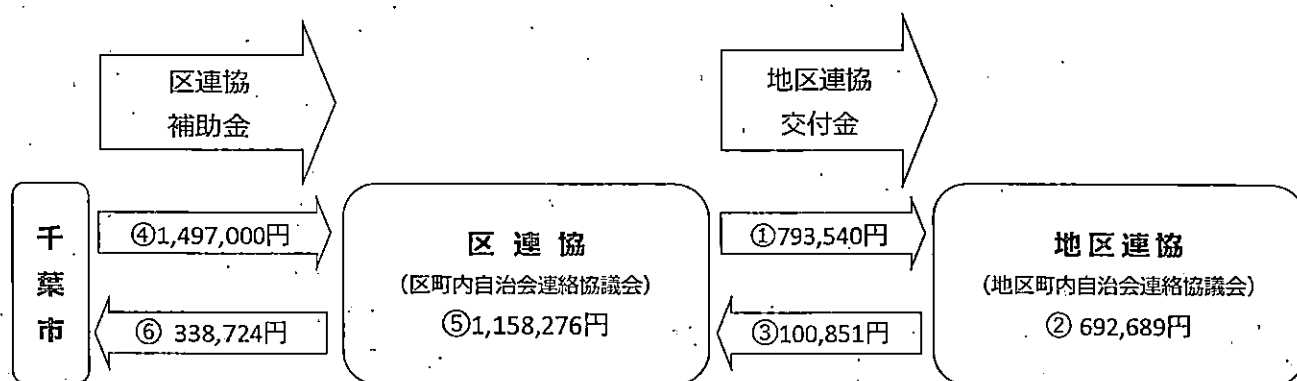 区連協
補助金
地区連協
交付金
千葉市
④1,497,000円
⑥ 338,724円
区連協
(区町内自治会連絡協議会)
⑤1,158,276円
①793,540円
③100,851円
地区連協
(地区町内自治会連絡協議会)
② 692,689円